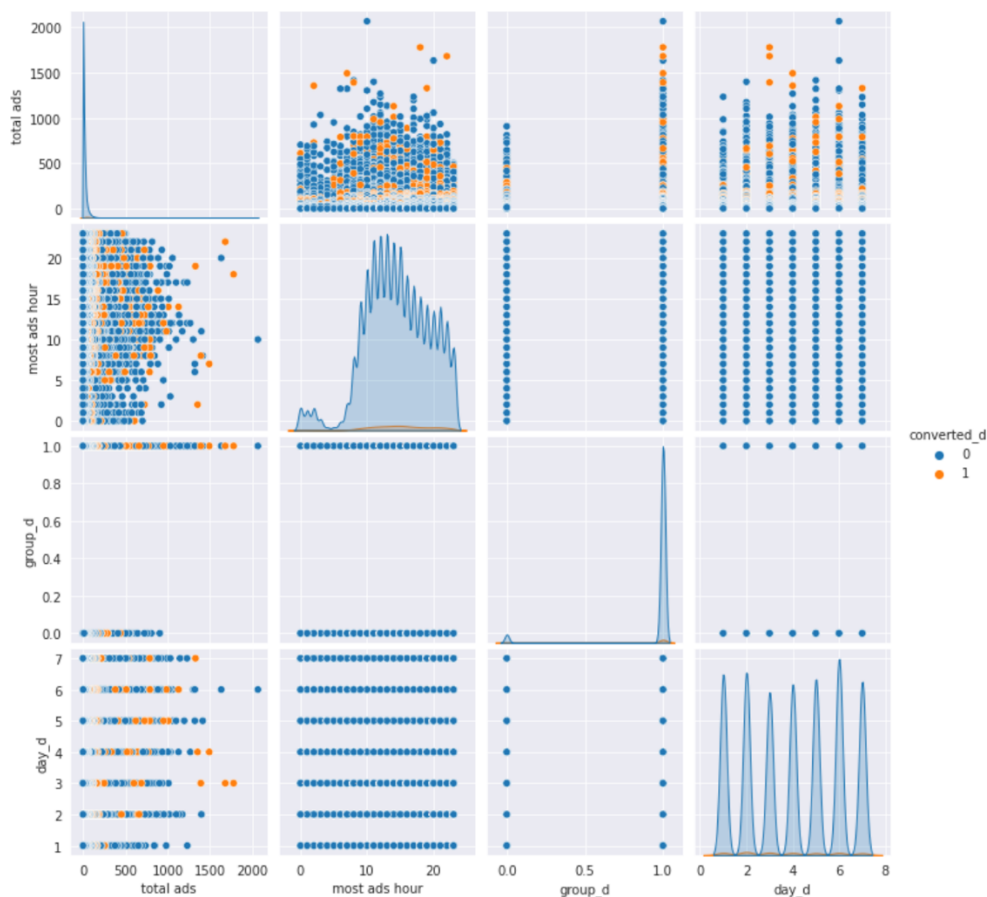 total ads
2000
1500
1000
500
0
most ads hour
20
15
10
5
0
group_d
1.0
0.8
0.6
0.4
0.2
0.0
day_d
7
6
5
4
3
2
1
0 500 1000 1500 2000
total ads
0 10 20
most ads hour
0.0 0.5 1.0
group_d
0 2 4 6 8
day_d
converted_d
0
1